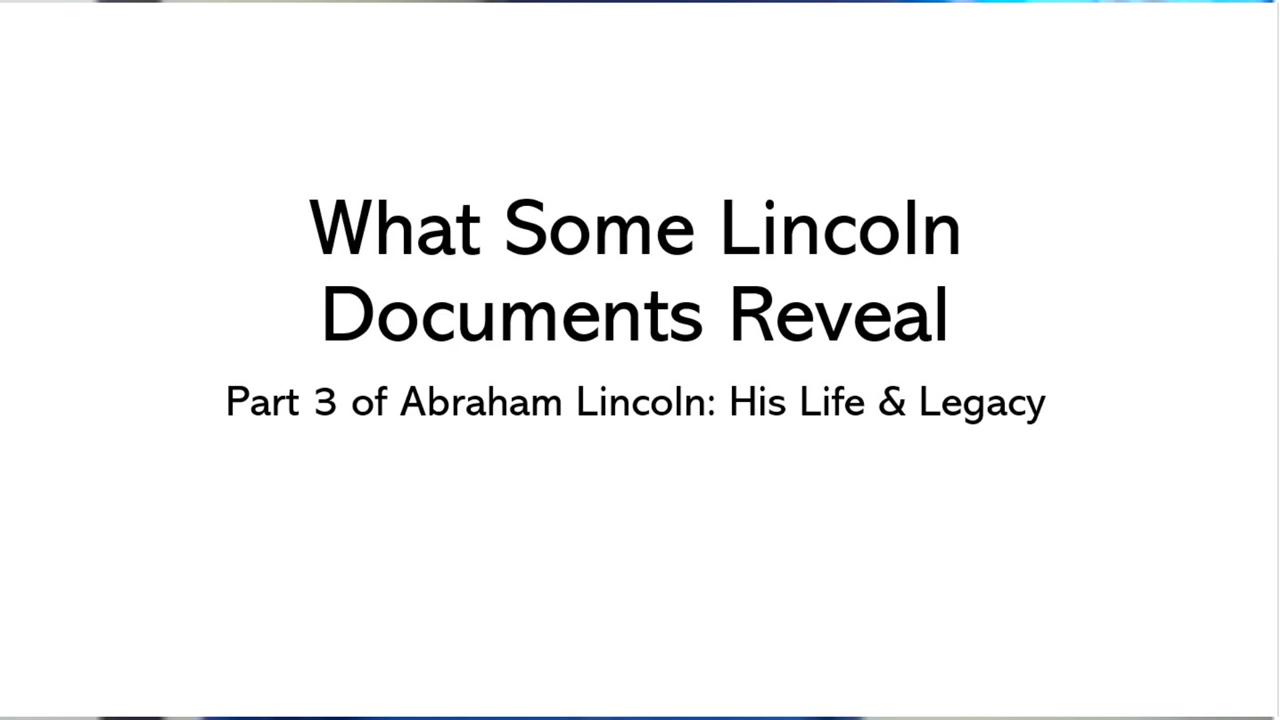 What Some Lincoln
Documents Reveal
Part 3 of Abraham Lincoln: His Life & Legacy